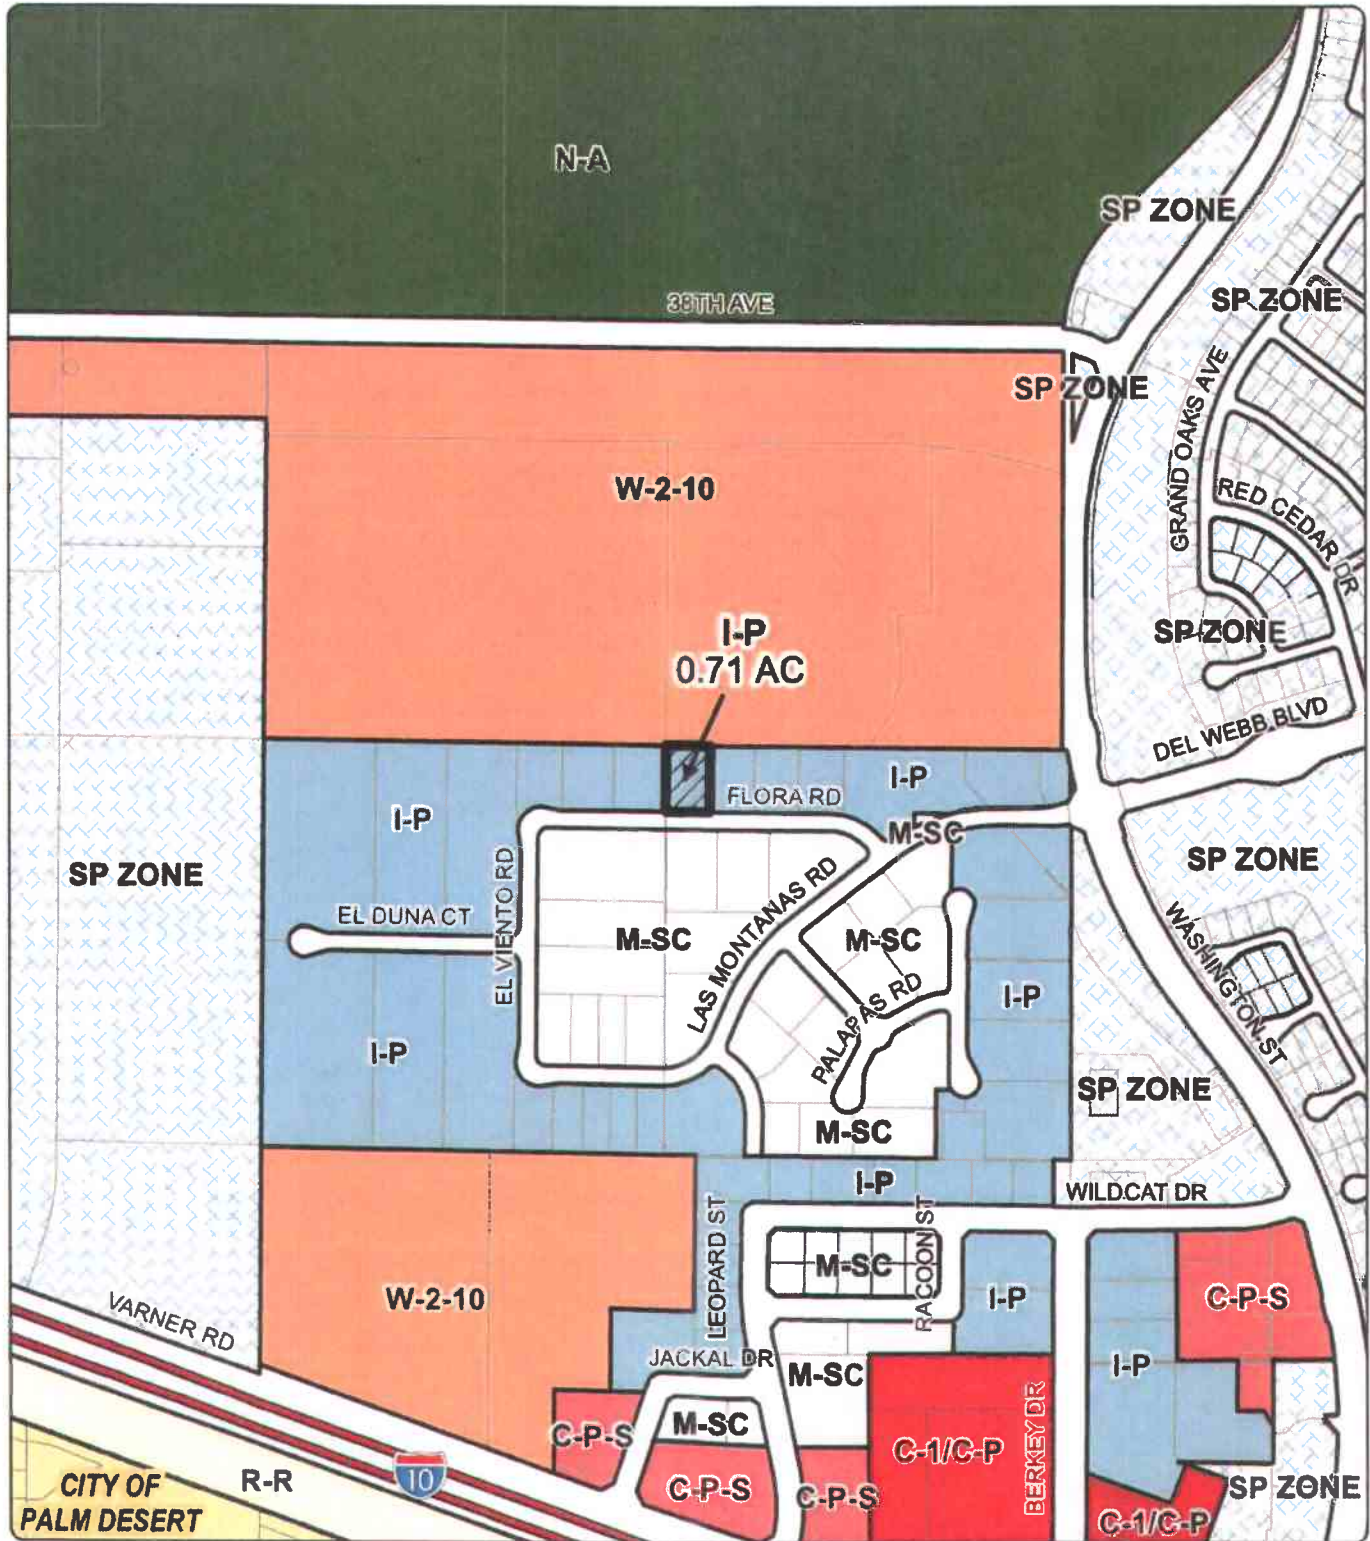 N-A
SP ZONE
38TH AVE
SP ZONE
SP ZONE
GRAND OAKS AVE
W-2-10
RED CEDAR DR
I-P
0.71 AC
SP ZONE
DEL WEBB BLVD
I-P
FLORA RD
I-P
M-SC
SP ZONE
SP ZONE
EL DUNA CT
EL VIENTO RD
M-SC
LAS MONTANAS RD
M-SC
WASHINGTON ST
I-P
PALAPAS RD
I-P
SP ZONE
M-SC
I-P
WILDCAT DR
LEOPARD ST
M-SC
RACOON ST
W-2-10
I-P
C-P-S
VARNER RD
JACKAL DR
M-SC
I-P
M-SC
C-P-S
C-1/C-P
BERKEY DR
CITY OF
PALM DESERT
R-R
10
C-P-S
C-P-S
SP ZONE
C-1/C-P